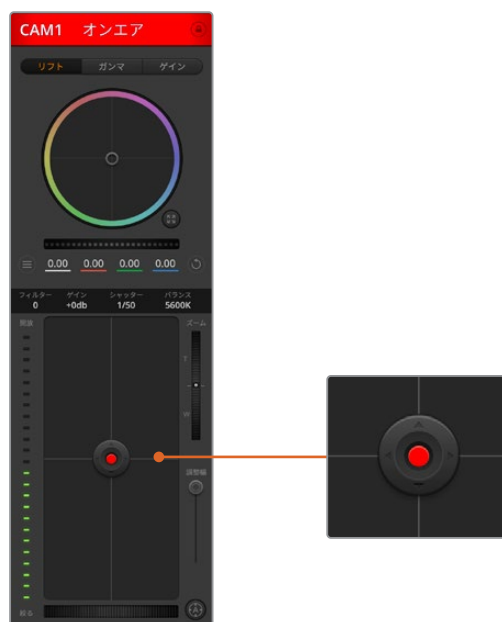 CAM1 オンエア
リフト ガンマ ゲイン
0.00 0.00 0.00 0.00
フィルター ゲイン シャッター バランス
0 +0db 1/50 5600K
開放 ズーム
T
W
調整幅
絞る